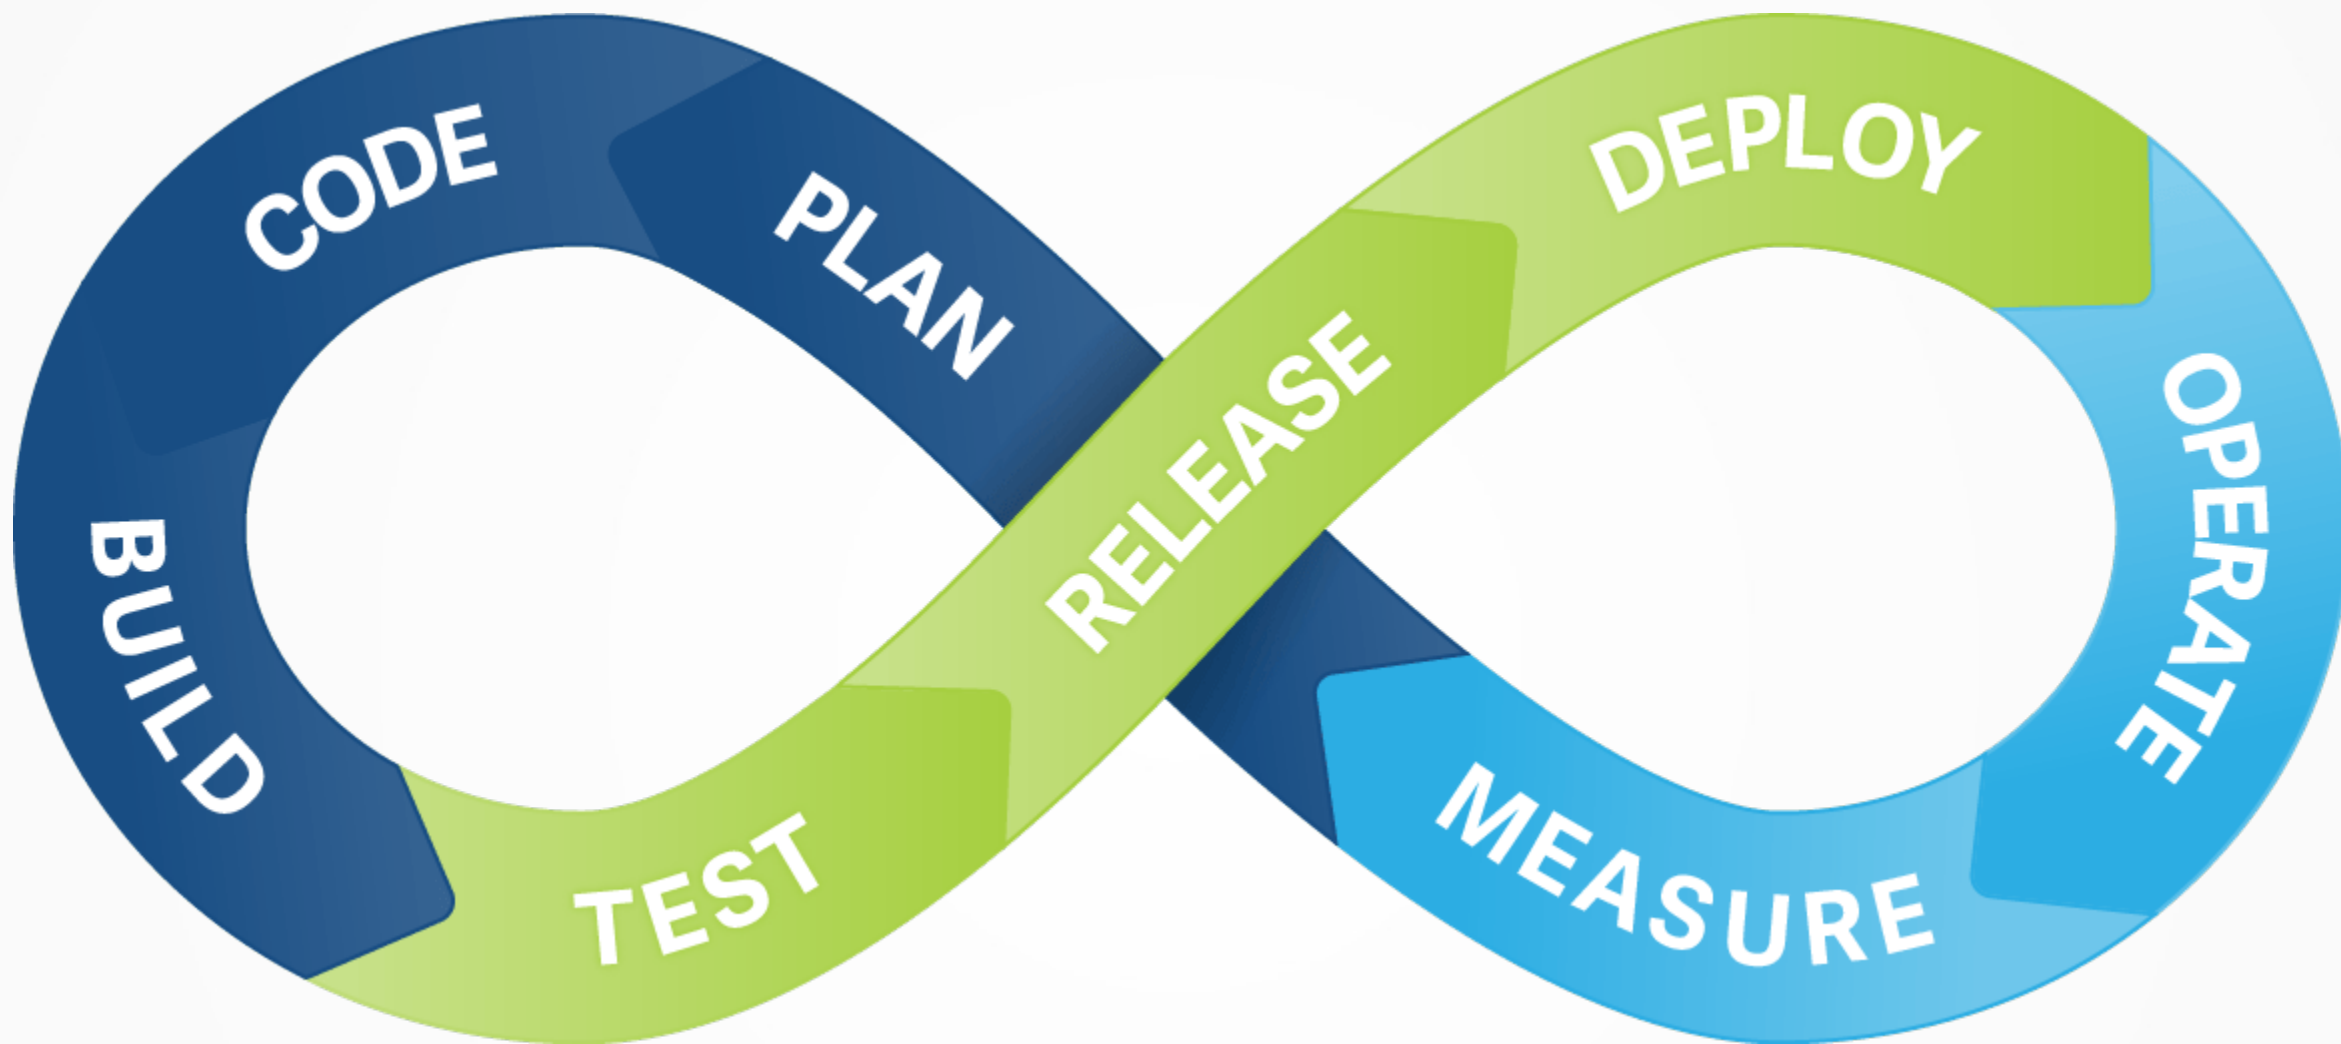 PLAN
CODE
BUILD
TEST
RELEASE
DEPLOY
OPERATE
MEASURE